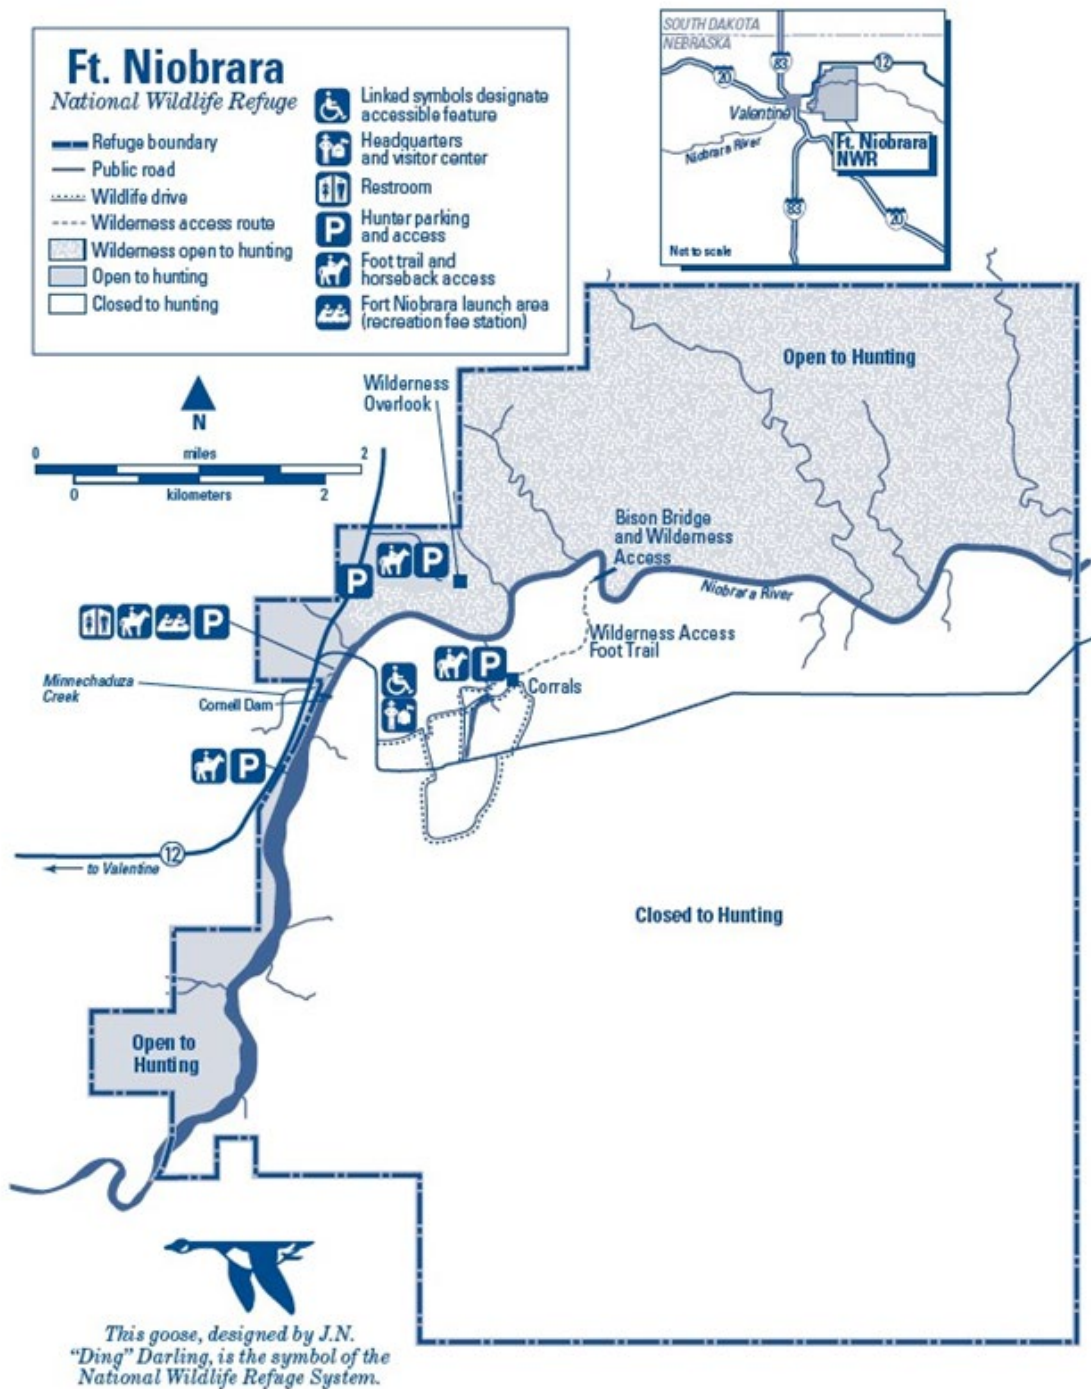 Ft. Niobrara
National Wildlife Refuge
Refuge boundary
Public road
Wildlife drive
Wilderness access route
Wilderness open to hunting
Open to hunting
Closed to hunting
Linked symbols designate
accessible feature
Headquarters
and visitor center
Restroom
P
Hunter parking
and access
Foot trail and
horseback access
Fort Niobrara launch area
(recreation fee station)
SOUTH DAKOTA
NEBRASKA
83
12
20
Valentine
Niobrara River
Ft. Niobrara
NWR
83
20
Not to scale
N
0 miles 2
0 kilometers 2
Wilderness
Overlook
Open to Hunting
Bison Bridge
and Wilderness
Access
P
P
Niobrara River
P
Wilderness Access
Foot Trail
P
Corrals
Minnechaduza
Creek
Cornell Dam
P
12
to Valentine
Closed to Hunting
Open to
Hunting
This goose, designed by J.N.
"Ding" Darling, is the symbol of the
National Wildlife Refuge System.